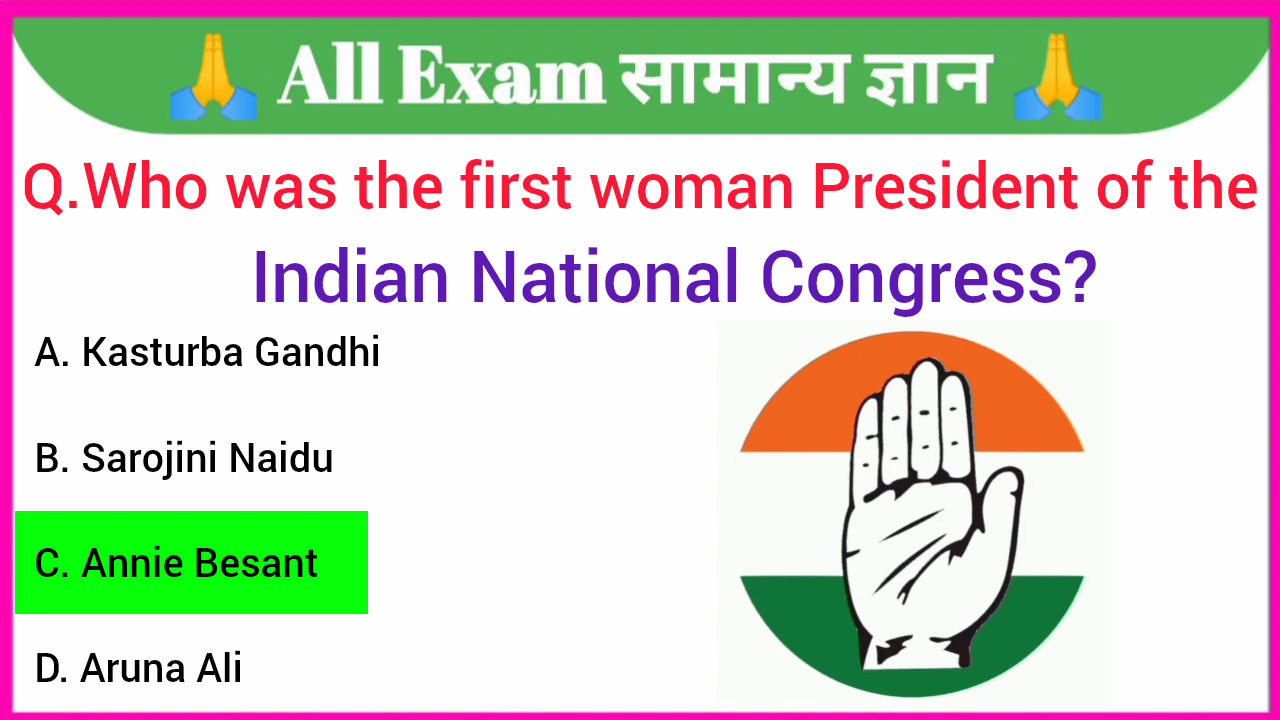 🙏 All Exam सामान्य ज्ञान 🙏
Q.Who was the first woman President of the
Indian National Congress?
A. Kasturba Gandhi
B. Sarojini Naidu
C. Annie Besant
D. Aruna Ali